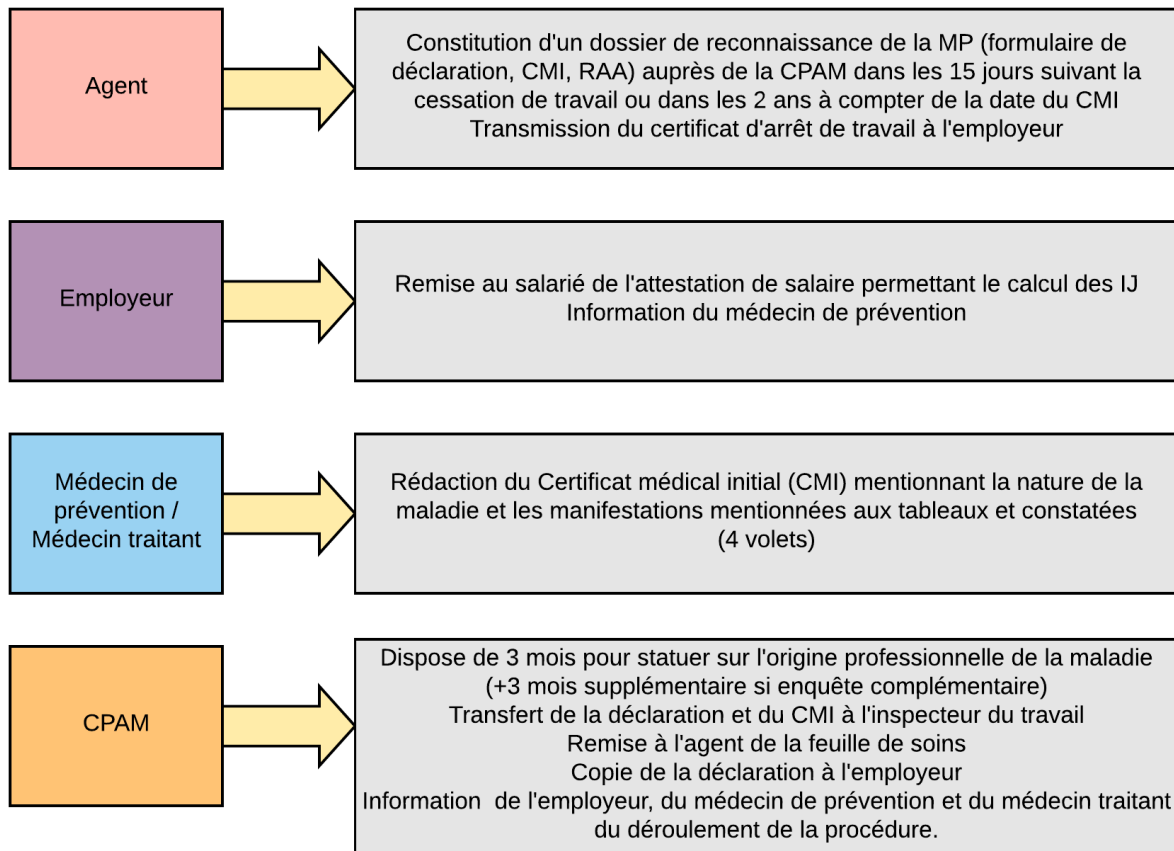 Agent
Constitution d'un dossier de reconnaissance de la MP (formulaire de
déclaration, CMI, RAA) auprès de la CPAM dans les 15 jours suivant la
cessation de travail ou dans les 2 ans à compter de la date du CMI
Transmission du certificat d'arrêt de travail à l'employeur
Employeur
Remise au salarié de l'attestation de salaire permettant le calcul des IJ
Information du médecin de prévention
Médecin de
prévention /
Médecin traitant
Rédaction du Certificat médical initial (CMI) mentionnant la nature de la
maladie et les manifestations mentionnées aux tableaux et constatées
(4 volets)
CPAM
Dispose de 3 mois pour statuer sur l'origine professionnelle de la maladie
(+3 mois supplémentaire si enquête complémentaire)
Transfert de la déclaration et du CMI à l'inspecteur du travail
Remise à l'agent de la feuille de soins
Copie de la déclaration à l'employeur
Information  de l'employeur, du médecin de prévention et du médecin traitant
du déroulement de la procédure.